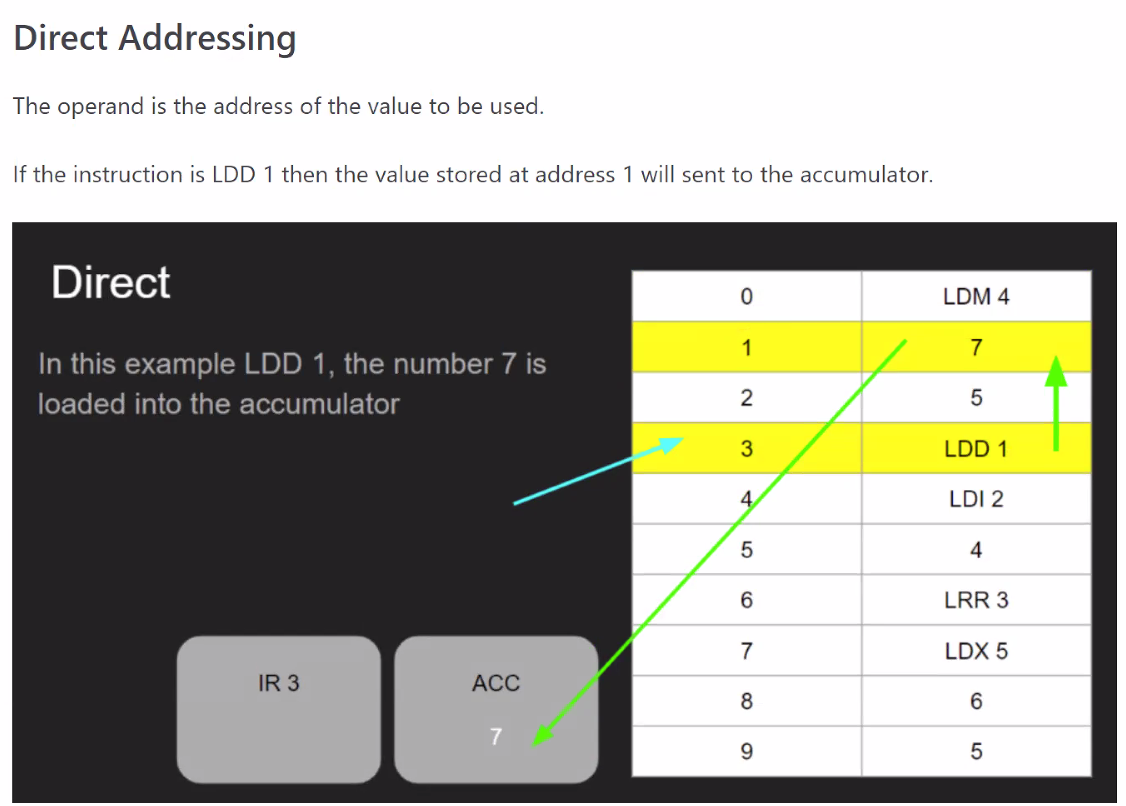 Direct Addressing
The operand is the address of the value to be used.
If the instruction is LDD 1 then the value stored at address 1 will sent to the accumulator.
Direct
In this example LDD 1, the number 7 is
loaded into the accumulator
0 LDM 4
1 7
2 5
3 LDD 1
4 LDI 2
5 4
6 LRR 3
7 LDX 5
8 6
9 5
IR 3
ACC
7